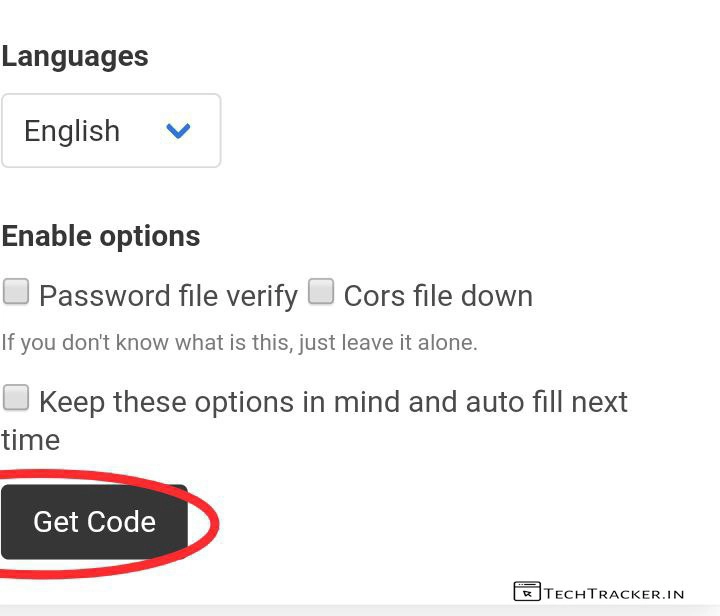 Languages
English
Enable options
Password file verify Cors file down
If you don't know what is this, just leave it alone.
Keep these options in mind and auto fill next
time
Get Code
TECHTRACKER.IN